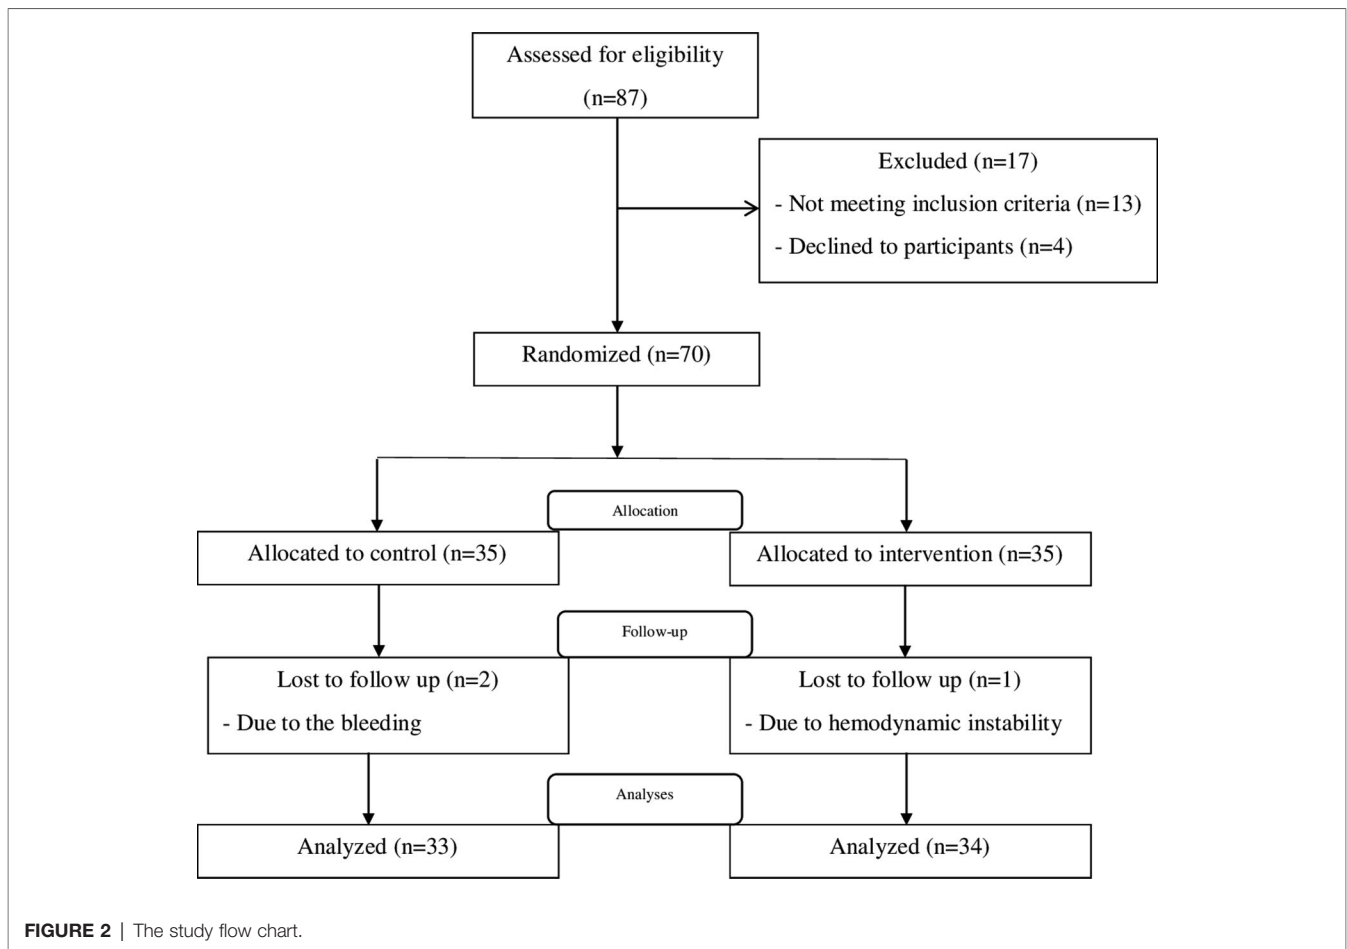 Assessed for eligibility
(n=87)
Excluded (n=17)
- Not meeting inclusion criteria (n=13)
- Declined to participants (n=4)
Randomized (n=70)
Allocation
Allocated to control (n=35)
Allocated to intervention (n=35)
Follow-up
Lost to follow up (n=2)
- Due to the bleeding
Lost to follow up (n=1)
- Due to hemodynamic instability
Analyses
Analyzed (n=33)
Analyzed (n=34)
FIGURE 2 | The study flow chart.